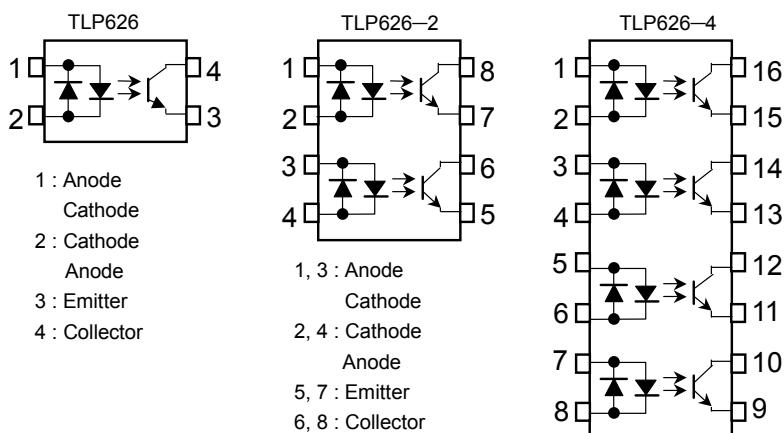 TLP626
1
2
4
3
1 : Anode
Cathode
2 : Cathode
Anode
3 : Emitter
4 : Collector
TLP626―2
1
2
3
4
8
7
6
5
1, 3 : Anode
Cathode
2, 4 : Cathode
Anode
5, 7 : Emitter
6, 8 : Collector
TLP626―4
1
2
3
4
5
6
7
8
16
15
14
13
12
11
10
9